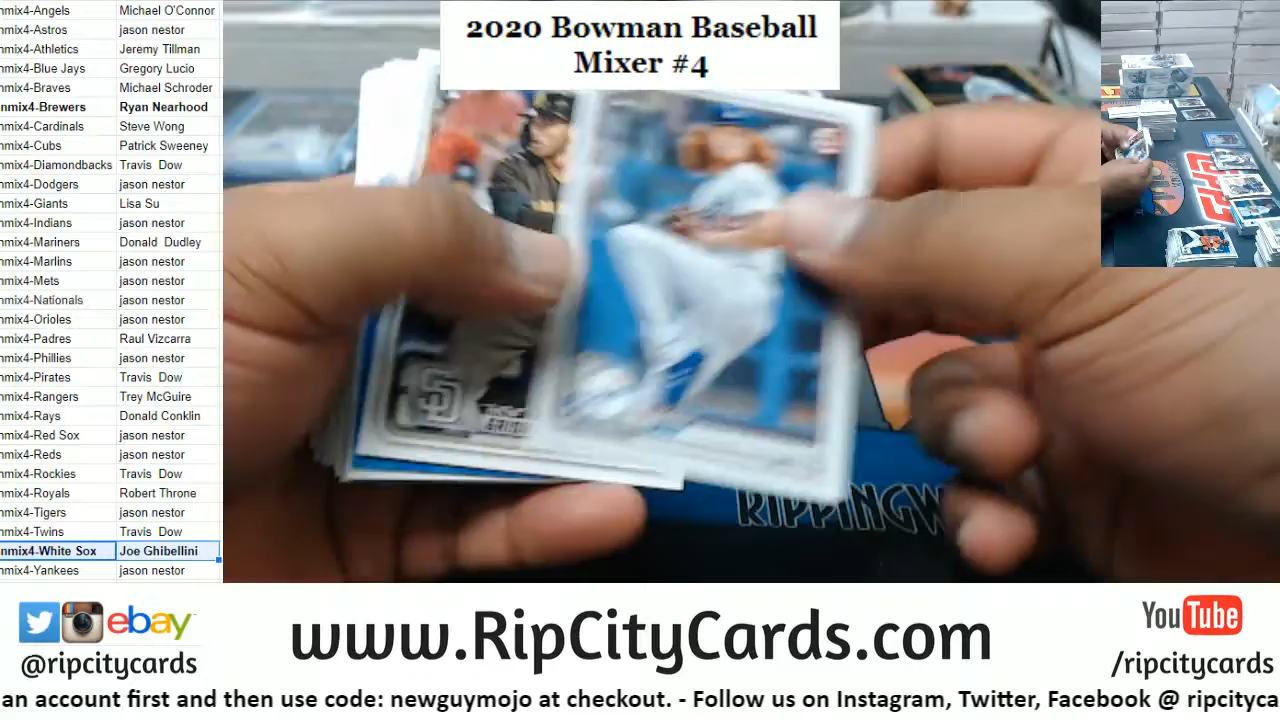 2020 Bowman Baseball
Mixer #4
nmix4-Angels Michael O'Connor
nmix4-Astros jason nestor
nmix4-Athletics Jeremy Tillman
nmix4-Blue Jays Gregory Lucio
nmix4-Braves Michael Schroder
nmix4-Brewers Ryan Nearhood
nmix4-Cardinals Steve Wong
nmix4-Cubs Patrick Sweeney
nmix4-Diamondbacks Travis Dow
nmix4-Dodgers jason nestor
nmix4-Giants Lisa Su
nmix4-Indians jason nestor
nmix4-Mariners Donald Dudley
nmix4-Marlins jason nestor
nmix4-Mets jason nestor
nmix4-Nationals jason nestor
nmix4-Orioles jason nestor
nmix4-Padres Raul Vizcarra
nmix4-Phillies jason nestor
nmix4-Pirates Travis Dow
nmix4-Rangers Trey McGuire
nmix4-Rays Donald Conklin
nmix4-Red Sox jason nestor
nmix4-Reds jason nestor
nmix4-Rockies Travis Dow
nmix4-Royals Robert Throne
nmix4-Tigers jason nestor
nmix4-Twins Travis Dow
nmix4-White Sox Joe Ghibellini
nmix4-Yankees jason nestor
SD
RIPPINGW
ebay
@ripcitycards
www.RipCityCards.com
YouTube
/ripcitycards
an account first and then use code: newguymojo at checkout. - Follow us on Instagram, Twitter, Facebook @ ripcityca